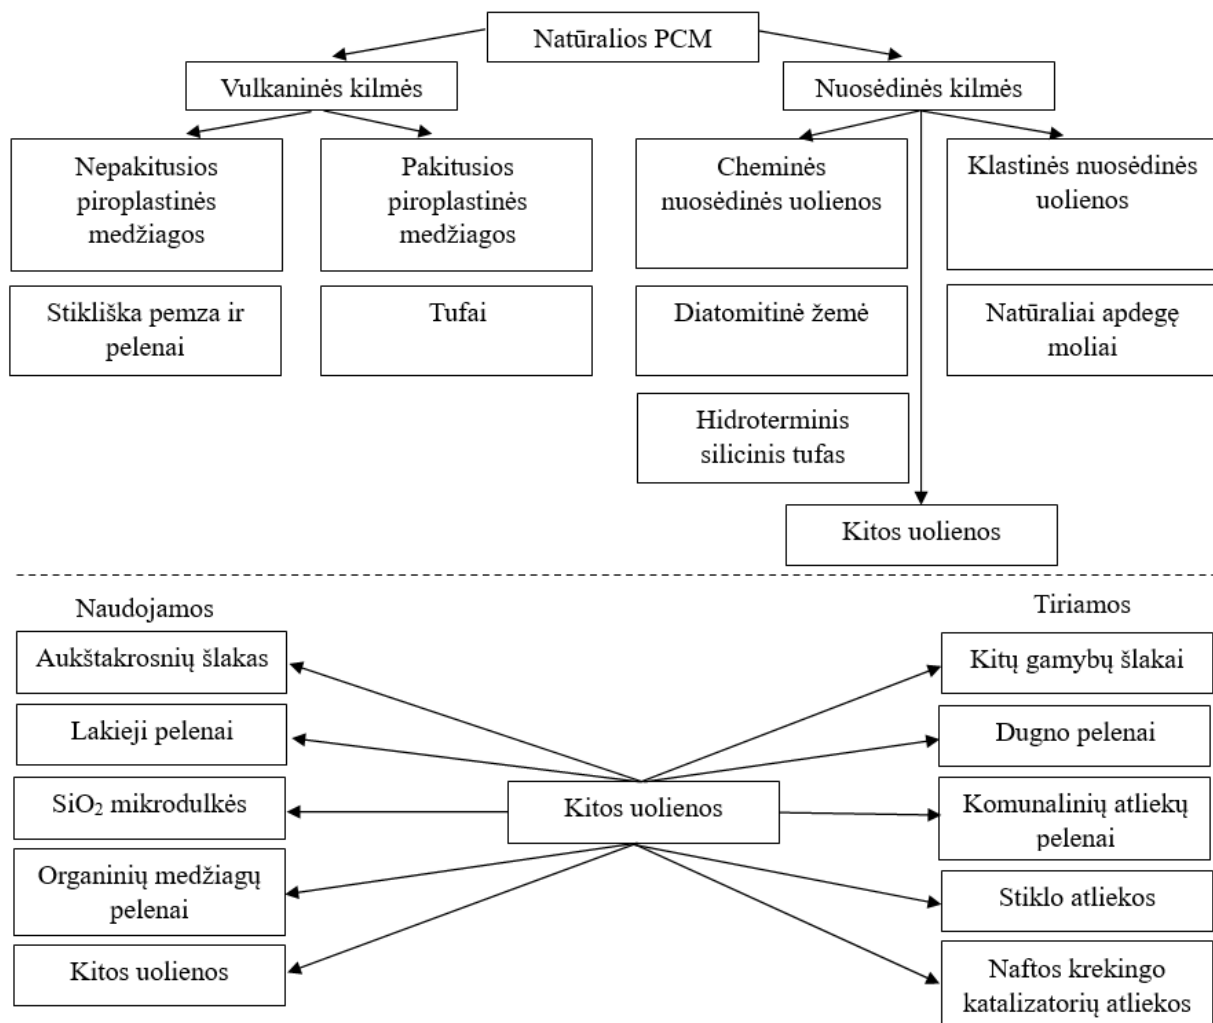 Natūralios PCM
Vulkaninės kilmės
Nuosėdinės kilmės
Nepakitusios
piroplastinės
medžiagos
Pakitusios
piroplastinės
medžiagos
Cheminės
nuosėdinės uolienos
Klastinės nuosėdinės
uolienos
Stikliška pemza ir
pelenai
Tufai
Diatomitinė žemė
Natūraliai apdegę
moliai
Hidroterminis
silicinis tufas
Kitos uolienos
Naudojamos
Tiriamos
Aukštakrosnių šlakas
Kitų gamybų šlakai
Lakieji pelenai
Dugno pelenai
SiO₂ mikrodulkės
Kitos uolienos
Komunalinių atliekų
pelenai
Organinių medžiagų
pelenai
Stiklo atliekos
Kitos uolienos
Naftos krekingo
katalizatorių atliekos